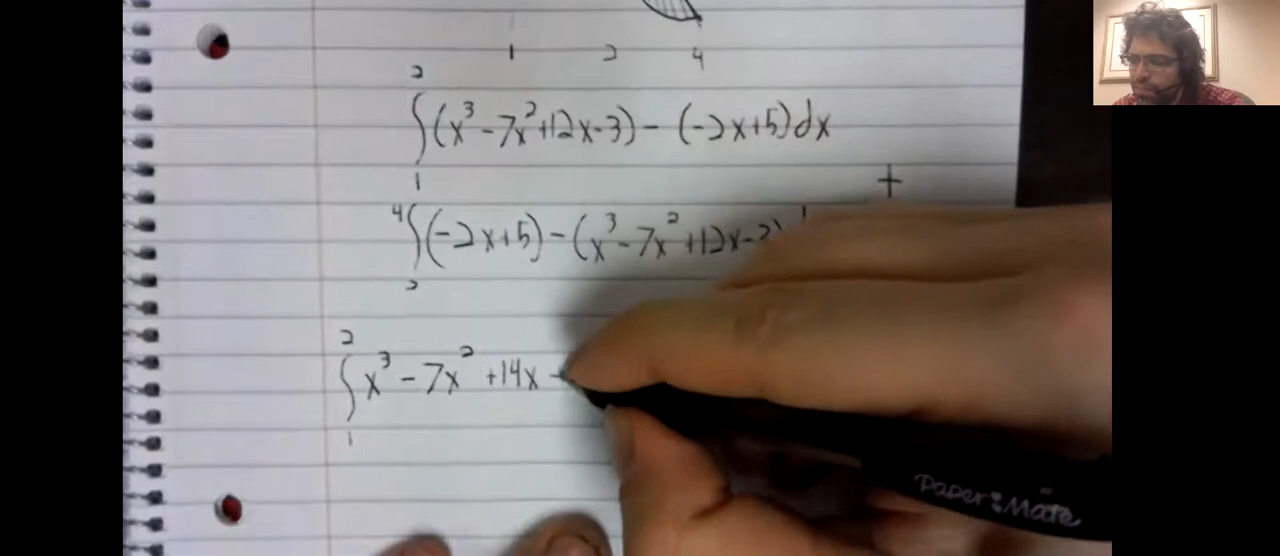 1 2 4
2
∫(x³-7x²+12x-3) - (-2x+5)dx
1
+
4
∫(-2x+5) - (x³-7x²+12x-3)
2
2
∫x³-7x²+14x-
1
Paper:Mate